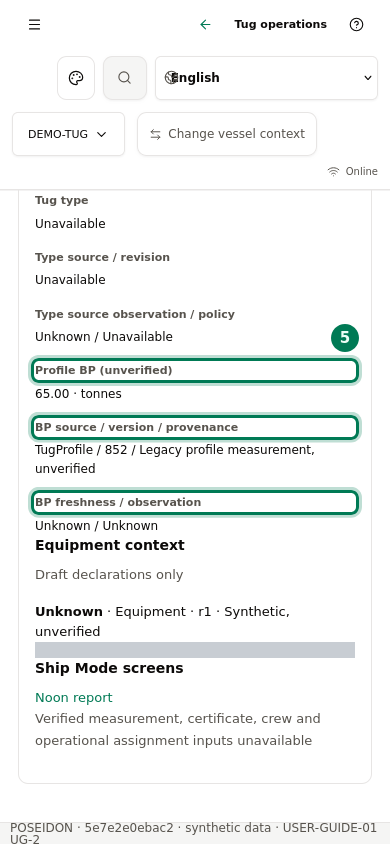 Tug operations
English
DEMO-TUG
Change vessel context
Online
Tug type
Unavailable
Type source / revision
Unavailable
Type source observation / policy
Unknown / Unavailable
5
Profile BP (unverified)
65.00 · tonnes
BP source / version / provenance
TugProfile / 852 / Legacy profile measurement,
unverified
BP freshness / observation
Unknown / Unknown
Equipment context
Draft declarations only
Unknown · Equipment · r1 · Synthetic,
unverified
Ship Mode screens
Noon report
Verified measurement, certificate, crew and
operational assignment inputs unavailable
POSEIDON · 5e7e2e0ebac2 · synthetic data · USER-GUIDE-01
UG-2